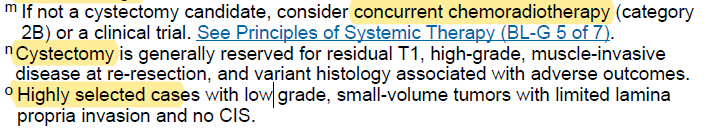 m If not a cystectomy candidate, consider concurrent chemoradiotherapy (category
2B) or a clinical trial. See Principles of Systemic Therapy (BL-G 5 of 7).
n Cystectomy is generally reserved for residual T1, high-grade, muscle-invasive
disease at re-resection, and variant histology associated with adverse outcomes.
o Highly selected cases with low grade, small-volume tumors with limited lamina
propria invasion and no CIS.